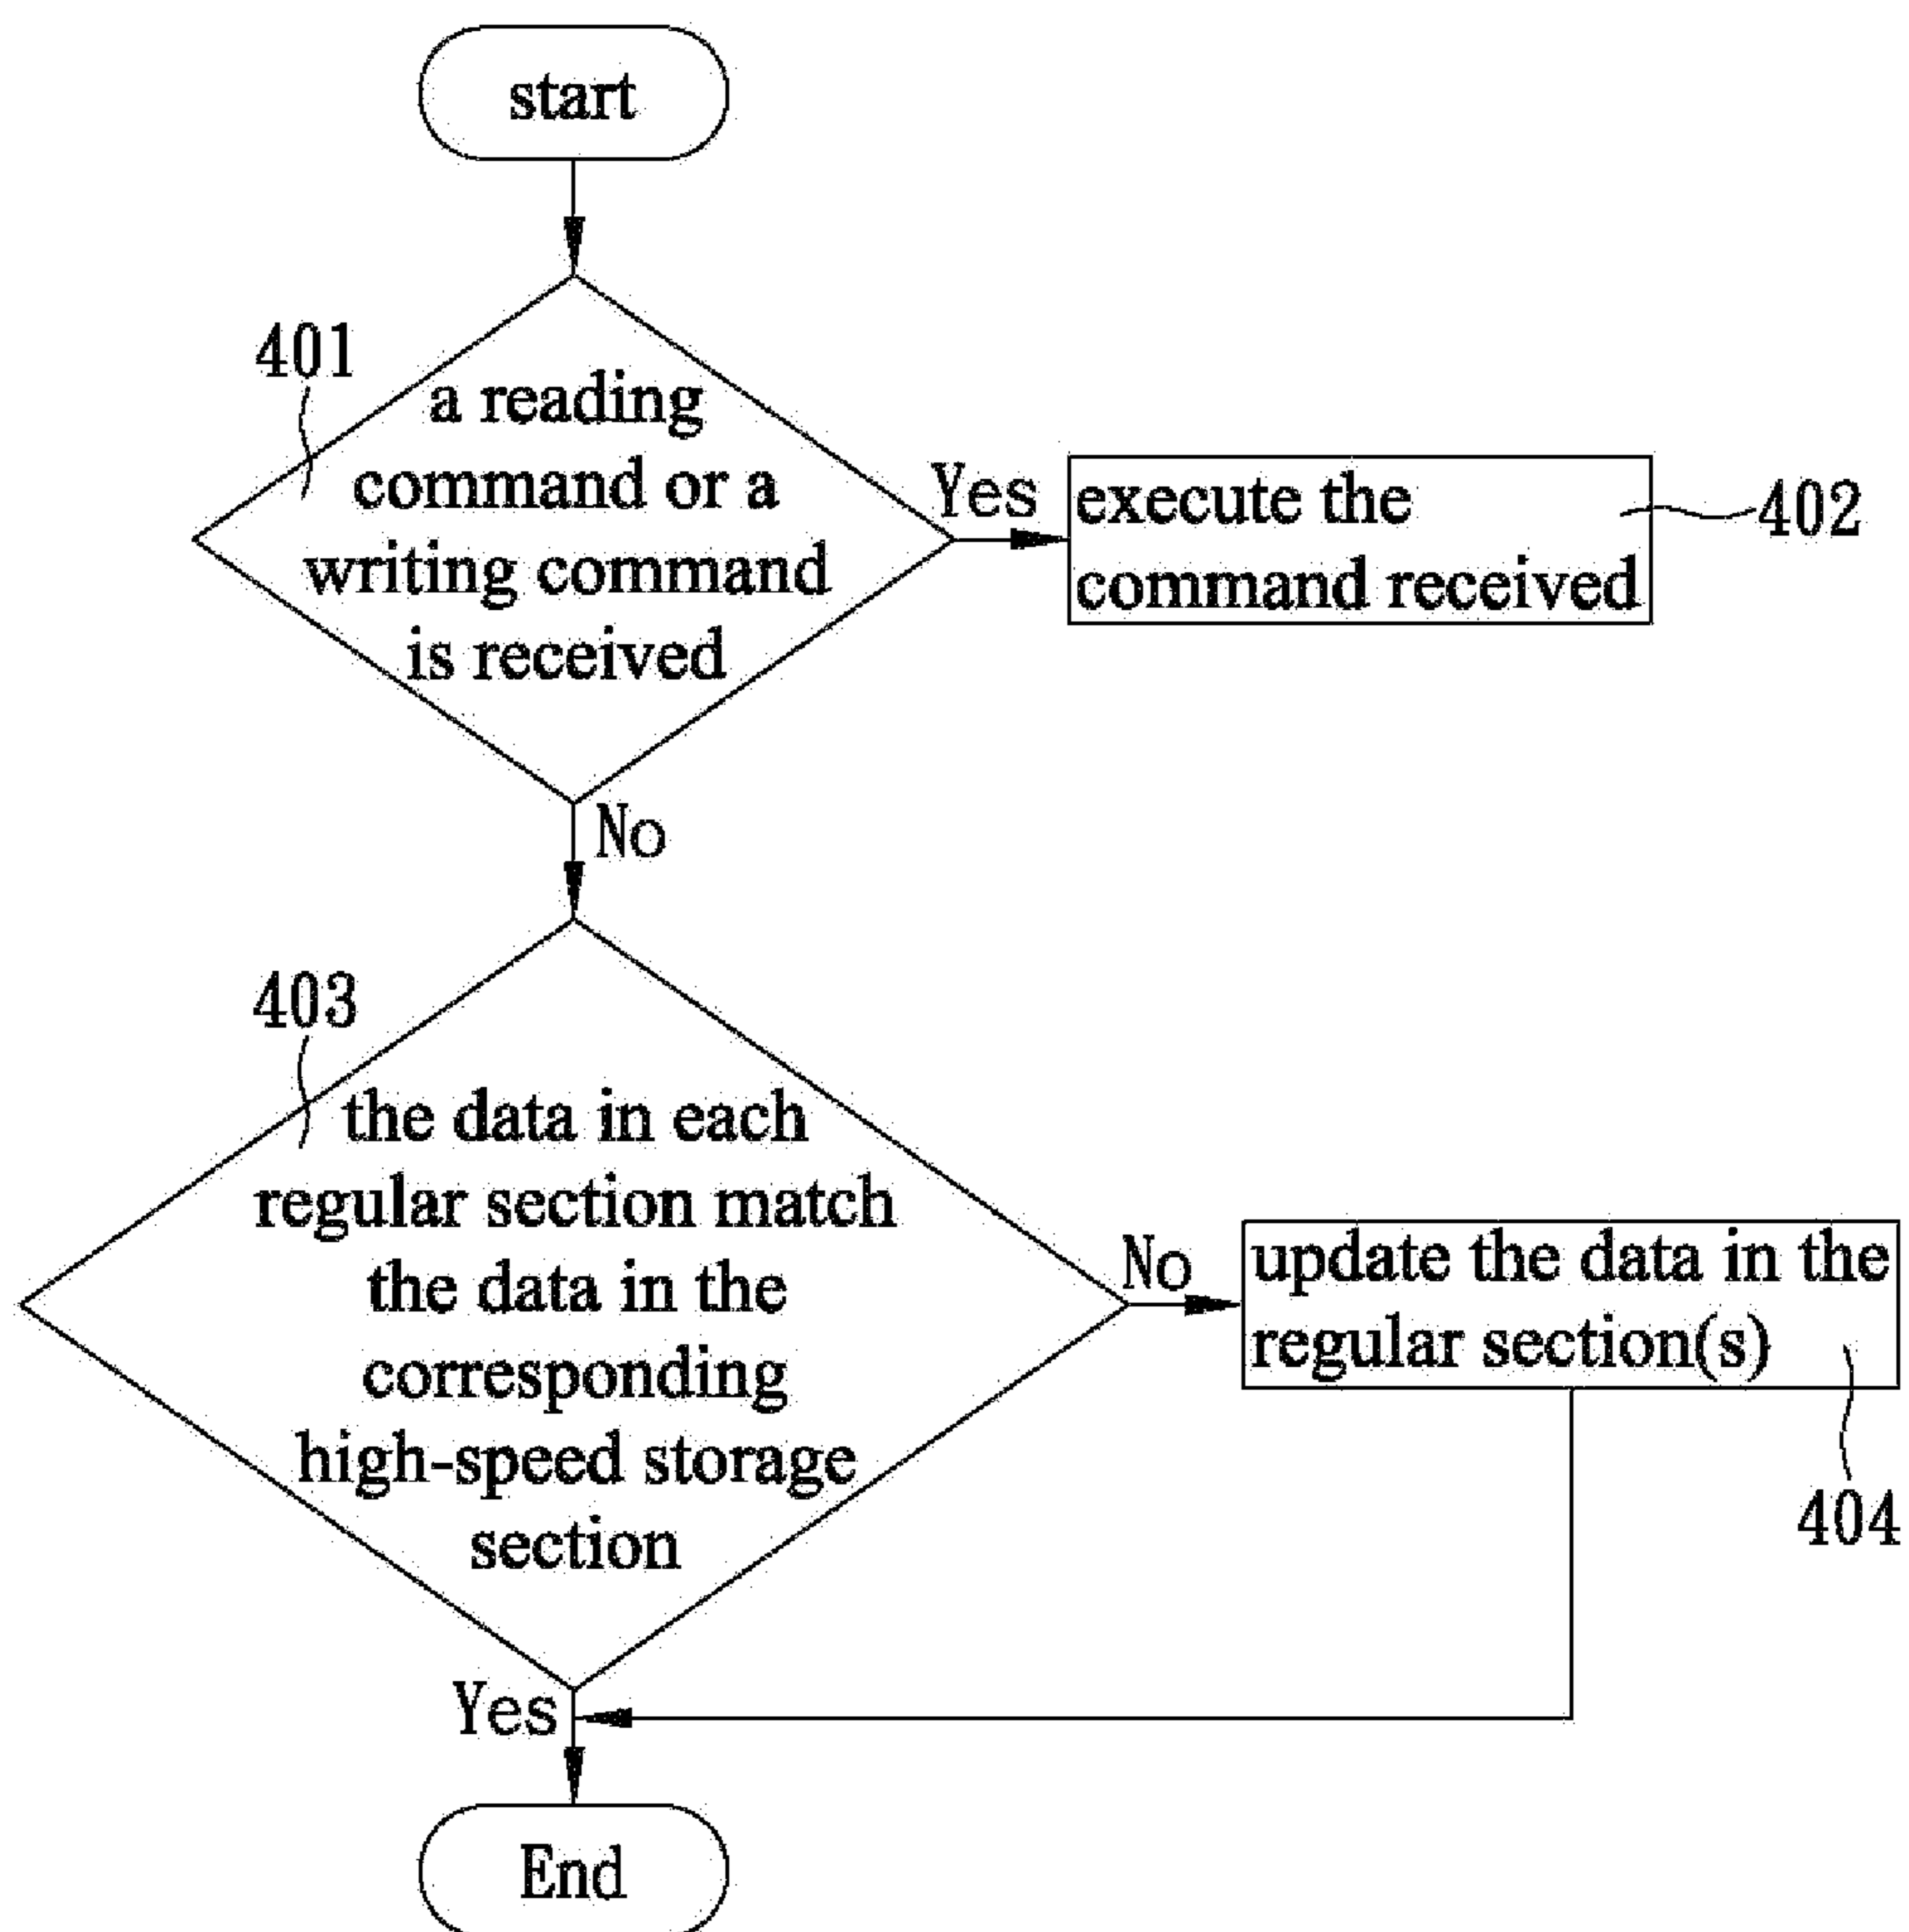 start
401
a reading
command or a
writing command
is received
Yes
execute the
command received
402
No
403
the data in each
regular section match
the data in the
corresponding
high-speed storage
section
No
update the data in the
regular section(s)
404
Yes
End